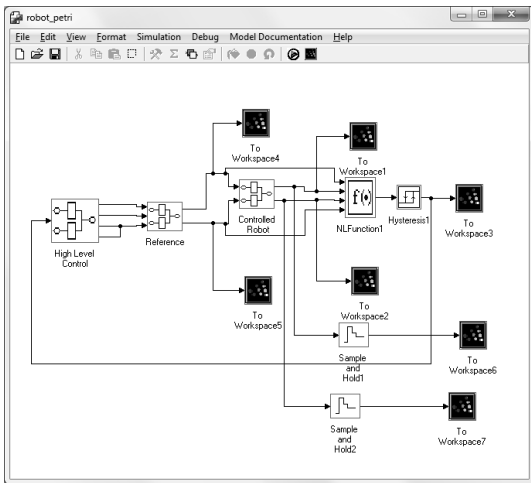 robot_petri
File Edit View Format Simulation Debug Model Documentation Help
To
Workspace4
To
Workspace1
High Level
Control
Reference
Controlled
Robot
f(·)
NLFunction1
Hysteresis1
To
Workspace3
To
Workspace5
To
Workspace2
Sample
and
Hold1
To
Workspace6
Sample
and
Hold2
To
Workspace7